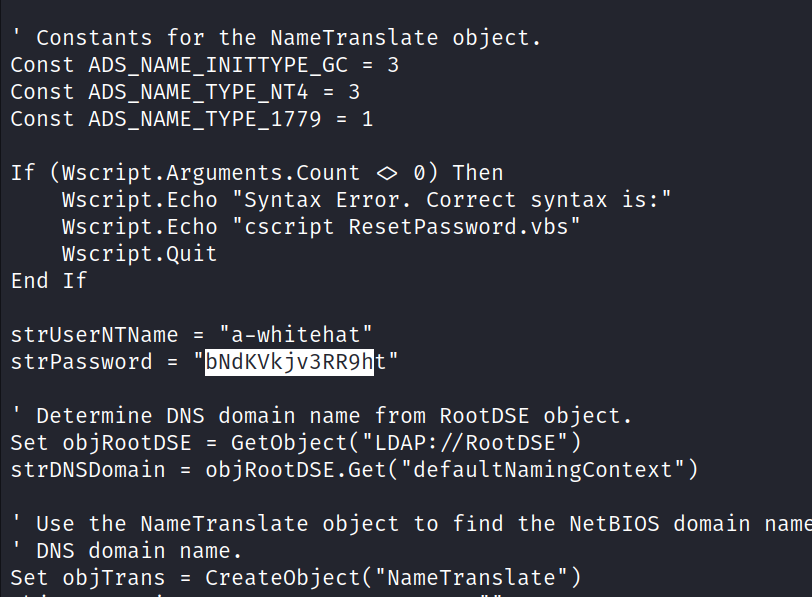 ' Constants for the NameTranslate object.
Const ADS_NAME_INITTYPE_GC = 3
Const ADS_NAME_TYPE_NT4 = 3
Const ADS_NAME_TYPE_1779 = 1
If (Wscript.Arguments.Count <> 0) Then
Wscript.Echo "Syntax Error. Correct syntax is:"
Wscript.Echo "cscript ResetPassword.vbs"
Wscript.Quit
End If
strUserNTName = "a-whitehat"
strPassword = "bNdKVkjv3RR9ht"
' Determine DNS domain name from RootDSE object.
Set objRootDSE = GetObject("LDAP://RootDSE")
strDNSDomain = objRootDSE.Get("defaultNamingContext")
' Use the NameTranslate object to find the NetBIOS domain name
' DNS domain name.
Set objTrans = CreateObject("NameTranslate")